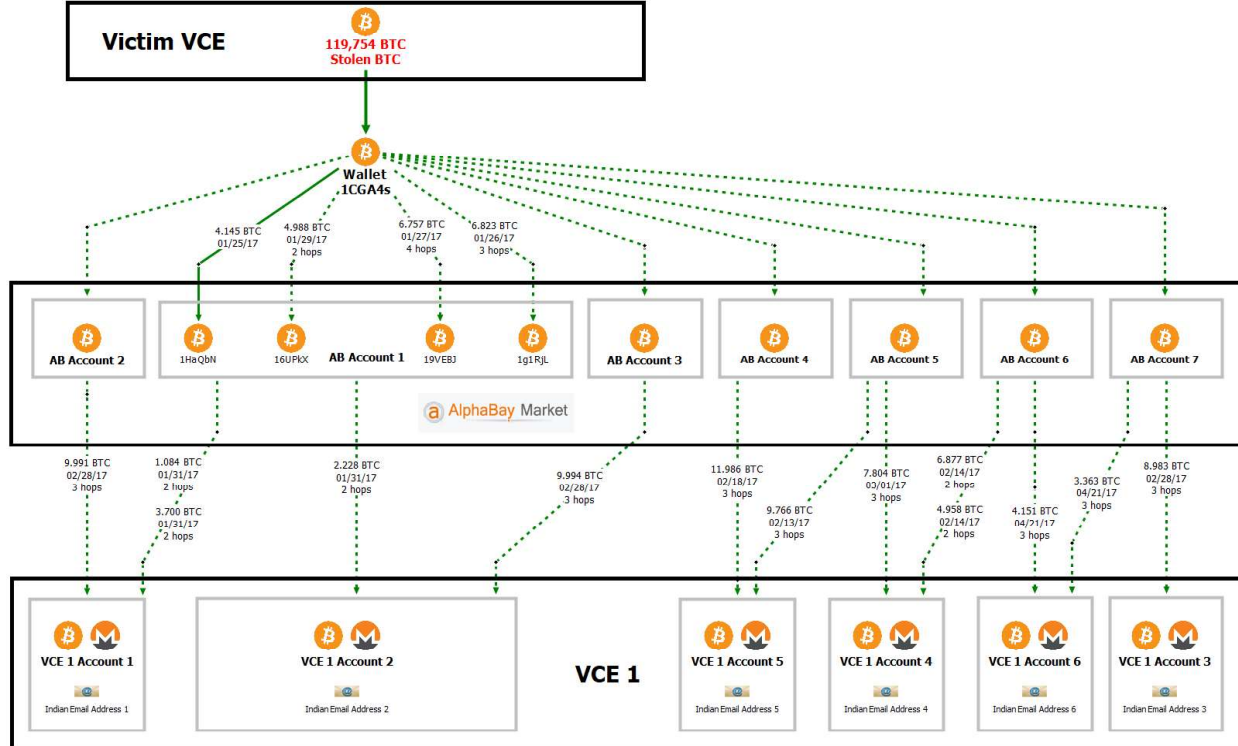 Victim VCE
119,754 BTC
Stolen BTC
Wallet
1CGA4s
4.145 BTC
01/25/17
4.988 BTC
01/29/17
2 hops
6.757 BTC
01/27/17
4 hops
6.823 BTC
01/26/17
3 hops
AB Account 2
1HaQbN
16UPkX
AB Account 1
19VEBJ
1g1RjL
AB Account 3
AB Account 4
AB Account 5
AB Account 6
AB Account 7
a AlphaBay Market
9.991 BTC
02/28/17
3 hops
1.084 BTC
01/31/17
2 hops
3.700 BTC
01/31/17
2 hops
2.228 BTC
01/31/17
2 hops
9.994 BTC
02/28/17
3 hops
11.986 BTC
02/18/17
3 hops
9.766 BTC
02/13/17
3 hops
7.804 BTC
03/01/17
3 hops
6.877 BTC
02/14/17
2 hops
4.958 BTC
02/14/17
2 hops
4.151 BTC
04/21/17
3 hops
3.363 BTC
04/21/17
3 hops
8.983 BTC
02/28/17
3 hops
VCE 1 Account 1
Indian Email Address 1
VCE 1 Account 2
Indian Email Address 2
VCE 1
VCE 1 Account 5
Indian Email Address 5
VCE 1 Account 4
Indian Email Address 4
VCE 1 Account 6
Indian Email Address 6
VCE 1 Account 3
Indian Email Address 3